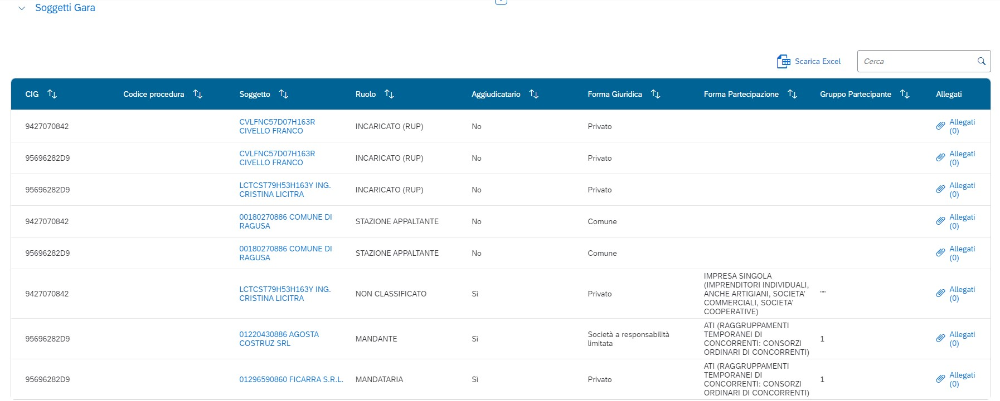 Soggetti Gara
Scarica Excel
Cerca
CIG Codice procedura Soggetto Ruolo Aggiudicatario Forma Giuridica Forma Partecipazione Gruppo Partecipante Allegati
9427070842 CVLFNC57D07H163R CIVELLO FRANCO INCARICATO (RUP) No Privato Allegati (0)
95696282D9 CVLFNC57D07H163R CIVELLO FRANCO INCARICATO (RUP) No Privato Allegati (0)
95696282D9 LCTCST79H53H163Y ING. CRISTINA LICITRA INCARICATO (RUP) No Privato Allegati (0)
9427070842 00180270886 COMUNE DI RAGUSA STAZIONE APPALTANTE No Comune Allegati (0)
95696282D9 00180270886 COMUNE DI RAGUSA STAZIONE APPALTANTE No Comune Allegati (0)
9427070842 LCTCST79H53H163Y ING. CRISTINA LICITRA NON CLASSIFICATO Sì Privato IMPRESA SINGOLA (IMPRENDITORI INDIVIDUALI, ANCHE ARTIGIANI, SOCIETA' COMMERCIALI, SOCIETA' COOPERATIVE) "" Allegati (0)
95696282D9 01220430886 AGOSTA COSTRUZ SRL MANDANTE Sì Società a responsabilità limitata ATI (RAGGRUPPAMENTI TEMPORANEI DI CONCORRENTI: CONSORZI ORDINARI DI CONCORRENTI) 1 Allegati (0)
95696282D9 01296590860 FICARRA S.R.L. MANDATARIA Sì Privato ATI (RAGGRUPPAMENTI TEMPORANEI DI CONCORRENTI: CONSORZI ORDINARI DI CONCORRENTI) 1 Allegati (0)